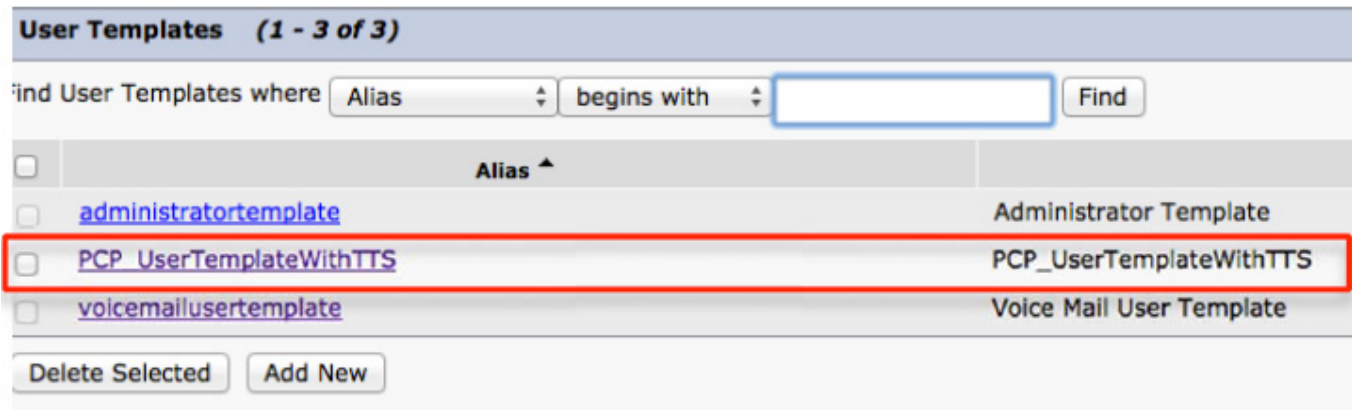 User Templates (1 - 3 of 3)
ind User Templates where Alias begins with Find
Alias
administratortemplate Administrator Template
PCP_UserTemplateWithTTS PCP_UserTemplateWithTTS
voicemailusertemplate Voice Mail User Template
Delete Selected Add New